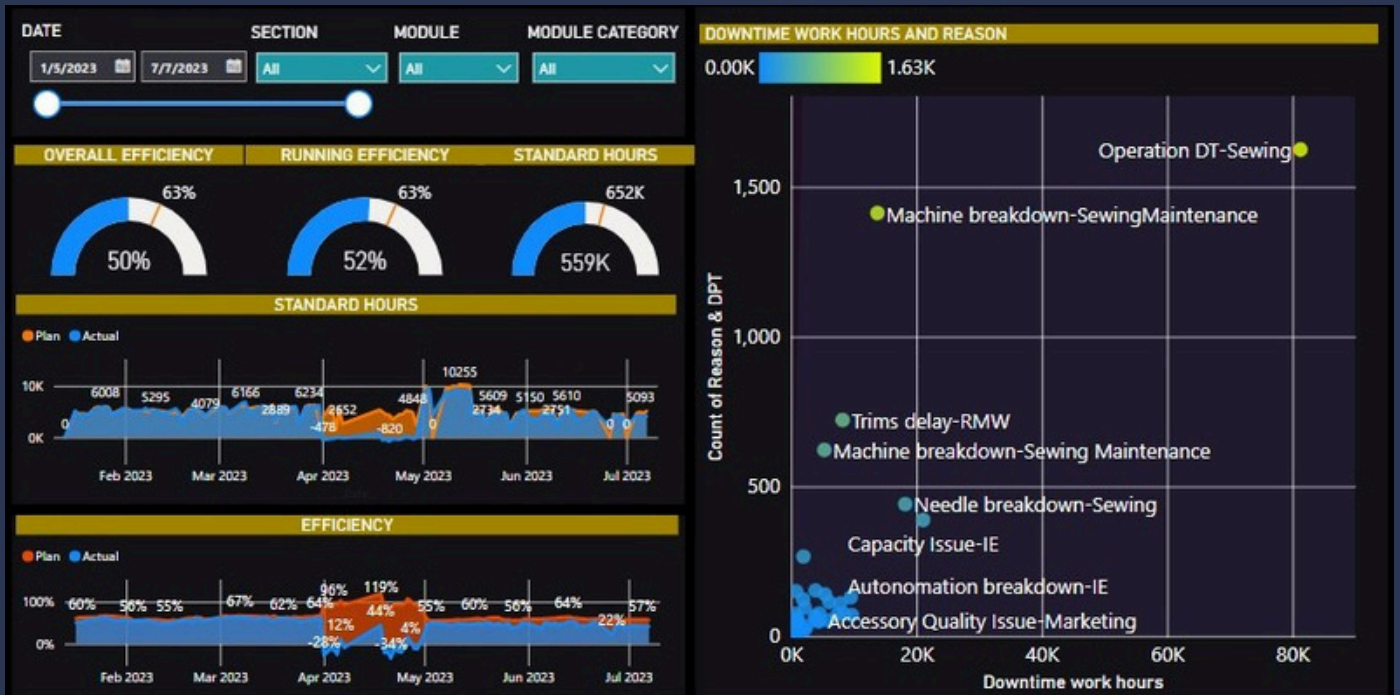 DATE
SECTION
MODULE
MODULE CATEGORY
1/5/2023
7/7/2023
All
All
All
OVERALL EFFICIENCY
RUNNING EFFICIENCY
STANDARD HOURS
63%
50%
63%
52%
652K
559K
STANDARD HOURS
Plan Actual
10K
0K
0
6008
5295
4079
6166
2889
6234
2652
-478
-820
4848
0
10255
5609
2734
5150
5610
2751
0
0
5093
Feb 2023
Mar 2023
Apr 2023
May 2023
Jun 2023
Jul 2023
EFFICIENCY
Plan Actual
100%
0%
60%
56%
55%
67%
62%
64%
96%
12%
-28%
119%
44%
-34%
4%
55%
60%
56%
64%
22%
57%
Feb 2023
Mar 2023
Apr 2023
May 2023
Jun 2023
Jul 2023
DOWNTIME WORK HOURS AND REASON
0.00K
1.63K
Count of Reason & DPT
1,500
1,000
500
0
Operation DT-Sewing
Machine breakdown-SewingMaintenance
Trims delay-RMW
Machine breakdown-Sewing Maintenance
Needle breakdown-Sewing
Capacity Issue-IE
Autonomation breakdown-IE
Accessory Quality Issue-Marketing
0K
20K
40K
60K
80K
Downtime work hours